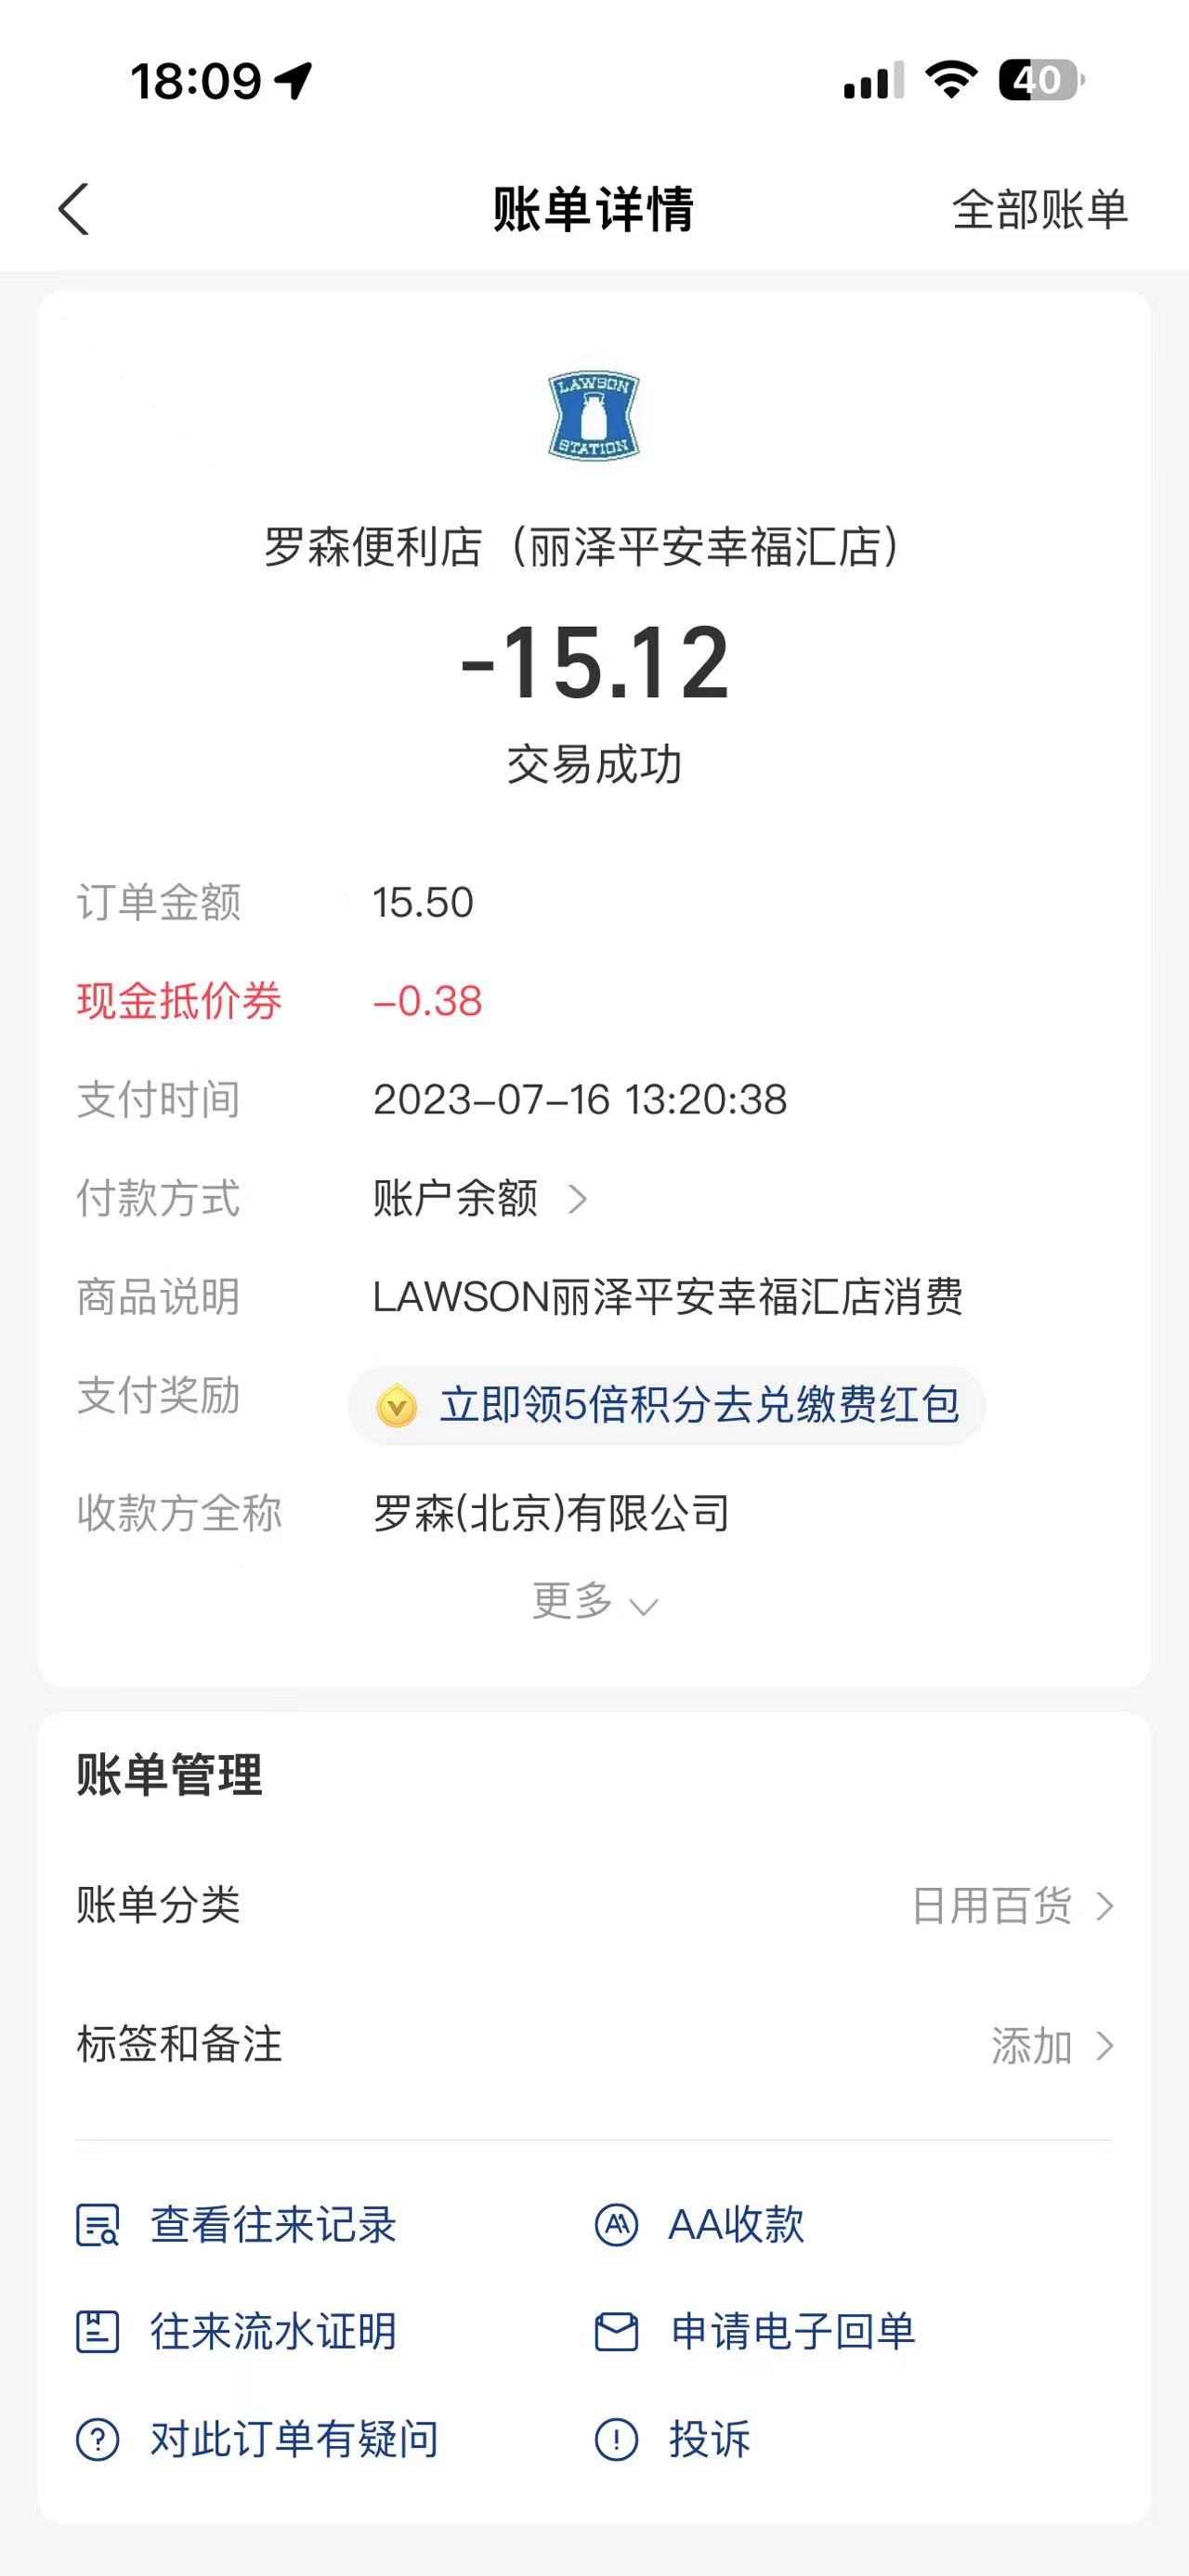 18:09
40
账单详情
全部账单
LAWSON
STATION
罗森便利店（丽泽平安幸福汇店）
-15.12
交易成功
订单金额 15.50
现金抵价券 -0.38
支付时间 2023-07-16 13:20:38
付款方式 账户余额
商品说明 LAWSON丽泽平安幸福汇店消费
支付奖励 立即领5倍积分去兑缴费红包
收款方全称 罗森(北京)有限公司
更多
账单管理
账单分类 日用百货
标签和备注 添加
查看往来记录 AA收款
往来流水证明 申请电子回单
对此订单有疑问 投诉